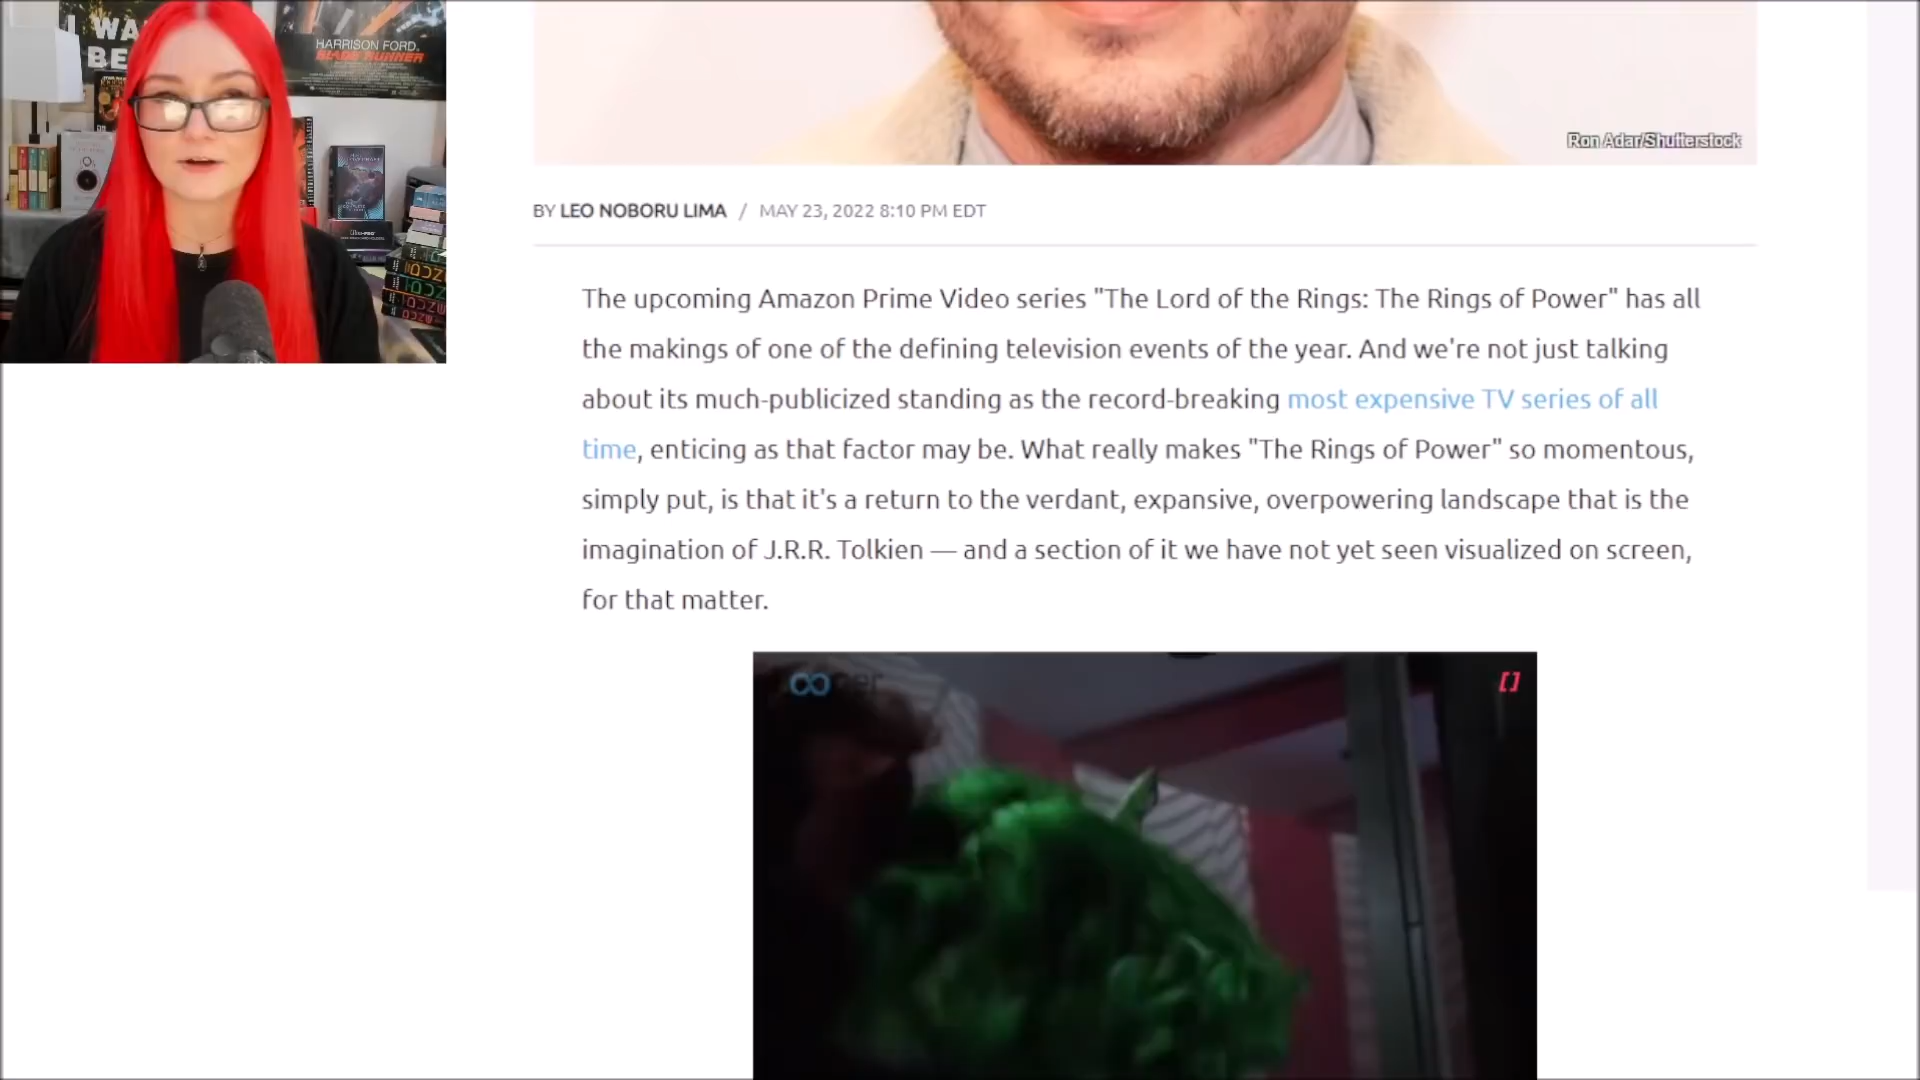 I WA
BE
HARRISON FORD.
BLADE RUNNER
Ron Adar/Shutterstock
BY LEO NOBORU LIMA / MAY 23, 2022 8:10 PM EDT
The upcoming Amazon Prime Video series "The Lord of the Rings: The Rings of Power" has all
the makings of one of the defining television events of the year. And we're not just talking
about its much-publicized standing as the record-breaking most expensive TV series of all
time, enticing as that factor may be. What really makes "The Rings of Power" so momentous,
simply put, is that it's a return to the verdant, expansive, overpowering landscape that is the
imagination of J.R.R. Tolkien — and a section of it we have not yet seen visualized on screen,
for that matter.